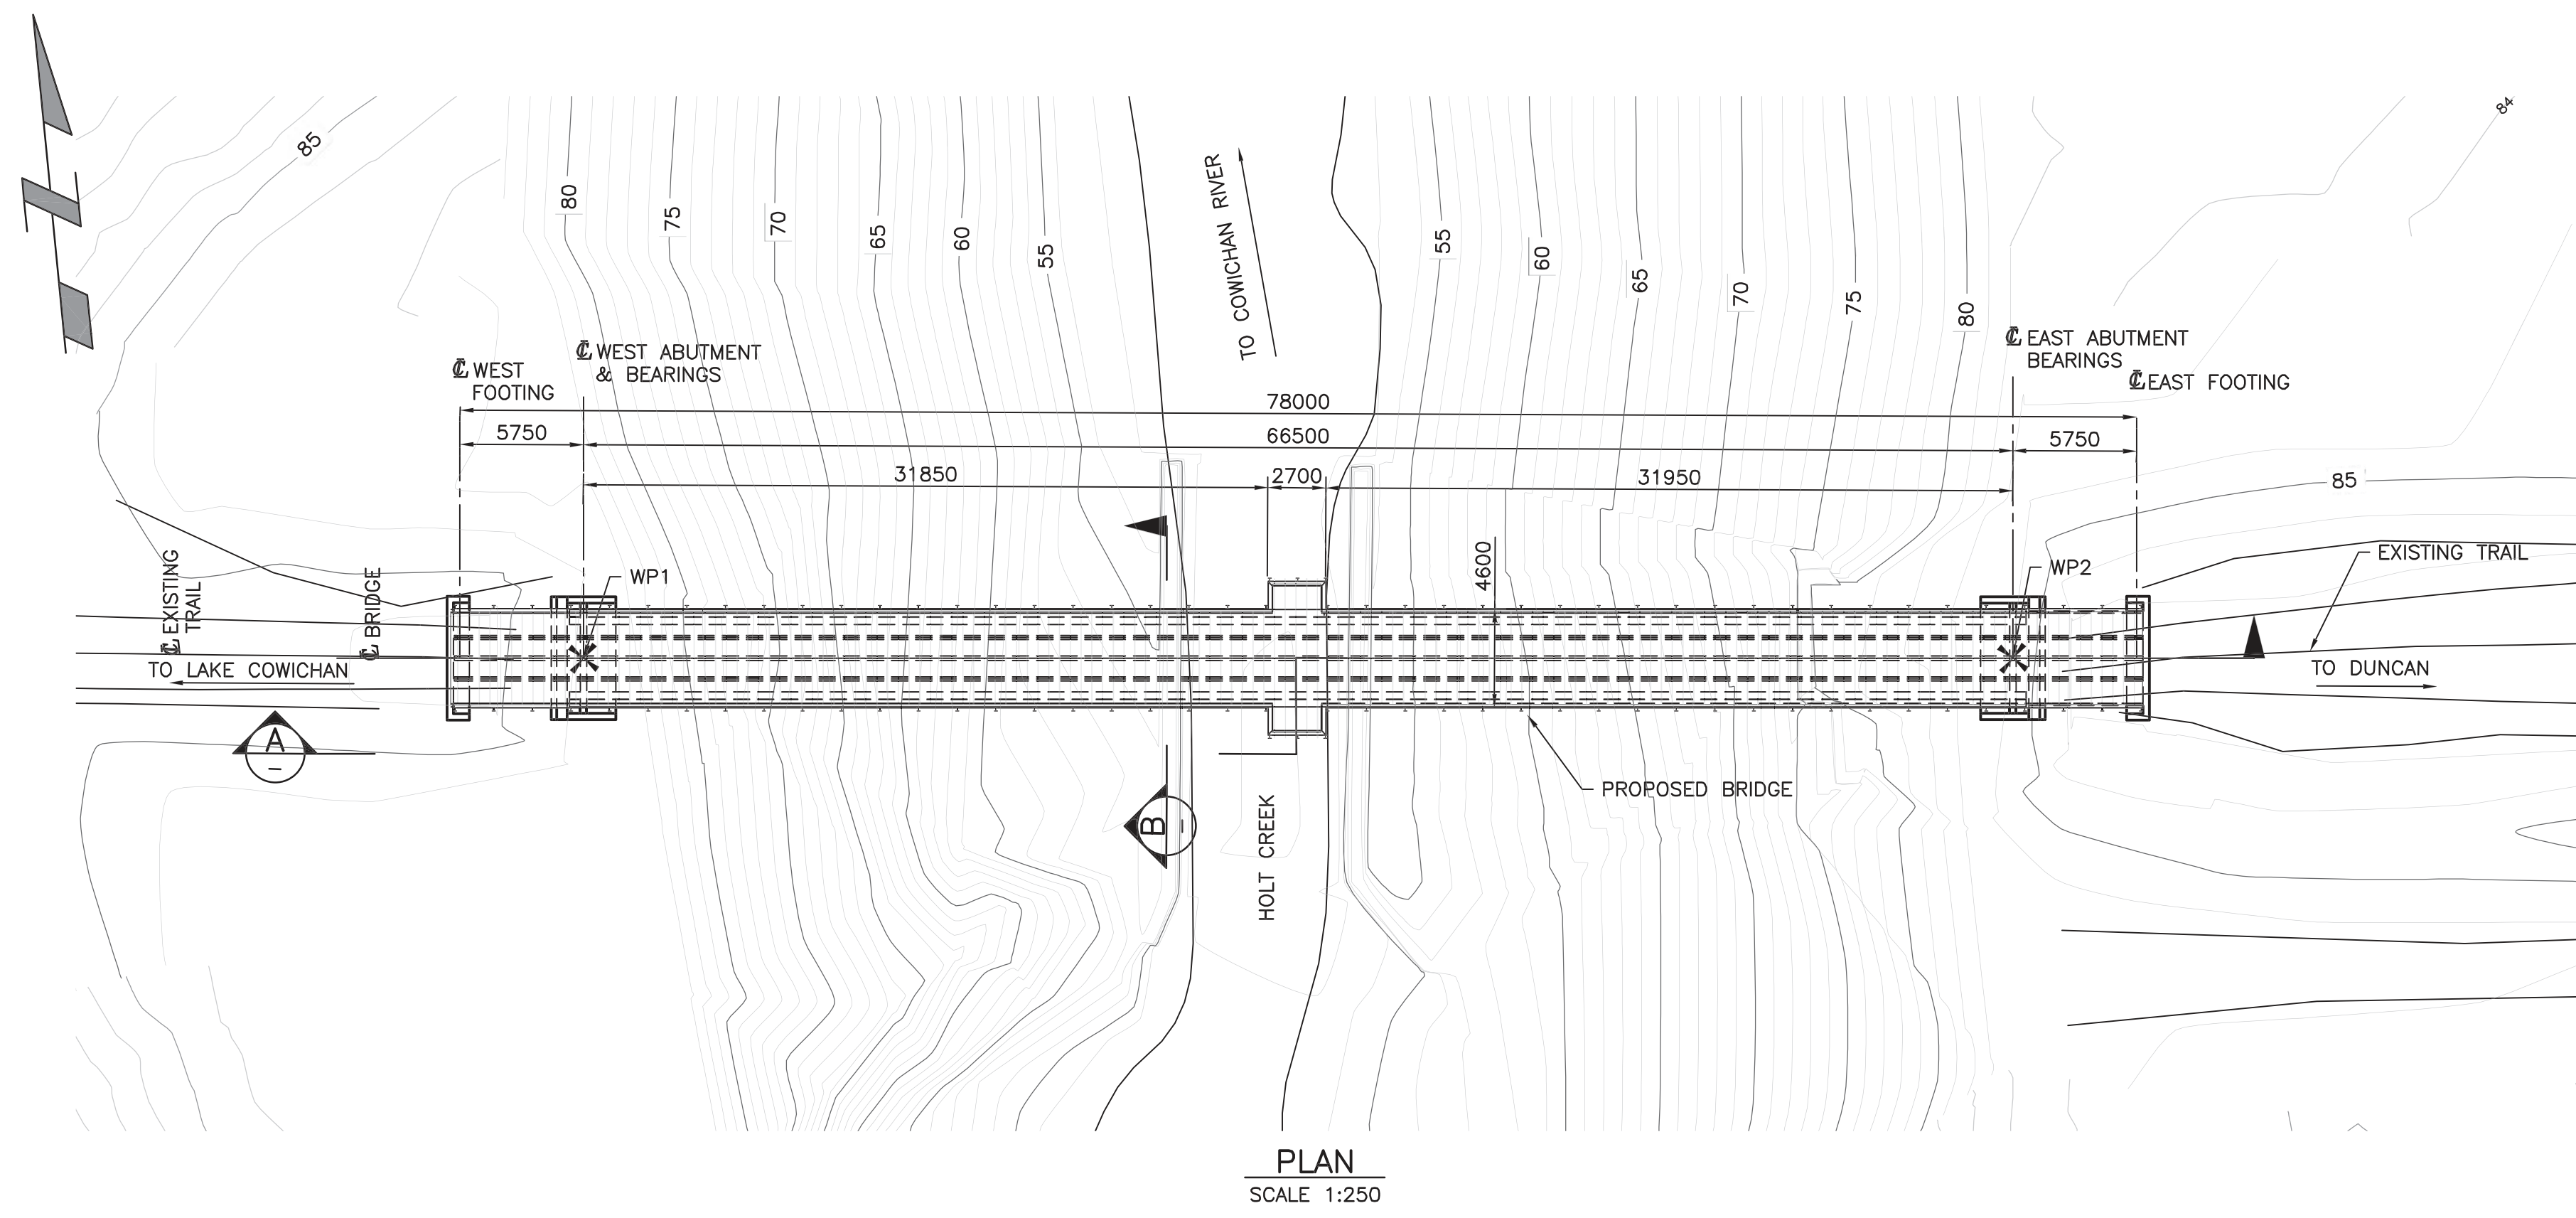 84
85
80
75
70
65
60
55
TO COWCHAN RIVER
55
60
65
70
75
80
℄ WEST
FOOTING
℄ WEST ABUTMENT
& BEARINGS
℄ EAST ABUTMENT
BEARINGS
℄ EAST FOOTING
78000
5750
66500
5750
31850
2700
31950
85
4600
℄ EXISTING
TRAIL
℄ BRIDGE
WP1
WP2
EXISTING TRAIL
TO LAKE COWICHAN
TO DUNCAN
A
–
B
–
PROPOSED BRIDGE
HOLT CREEK
PLAN
SCALE 1:250